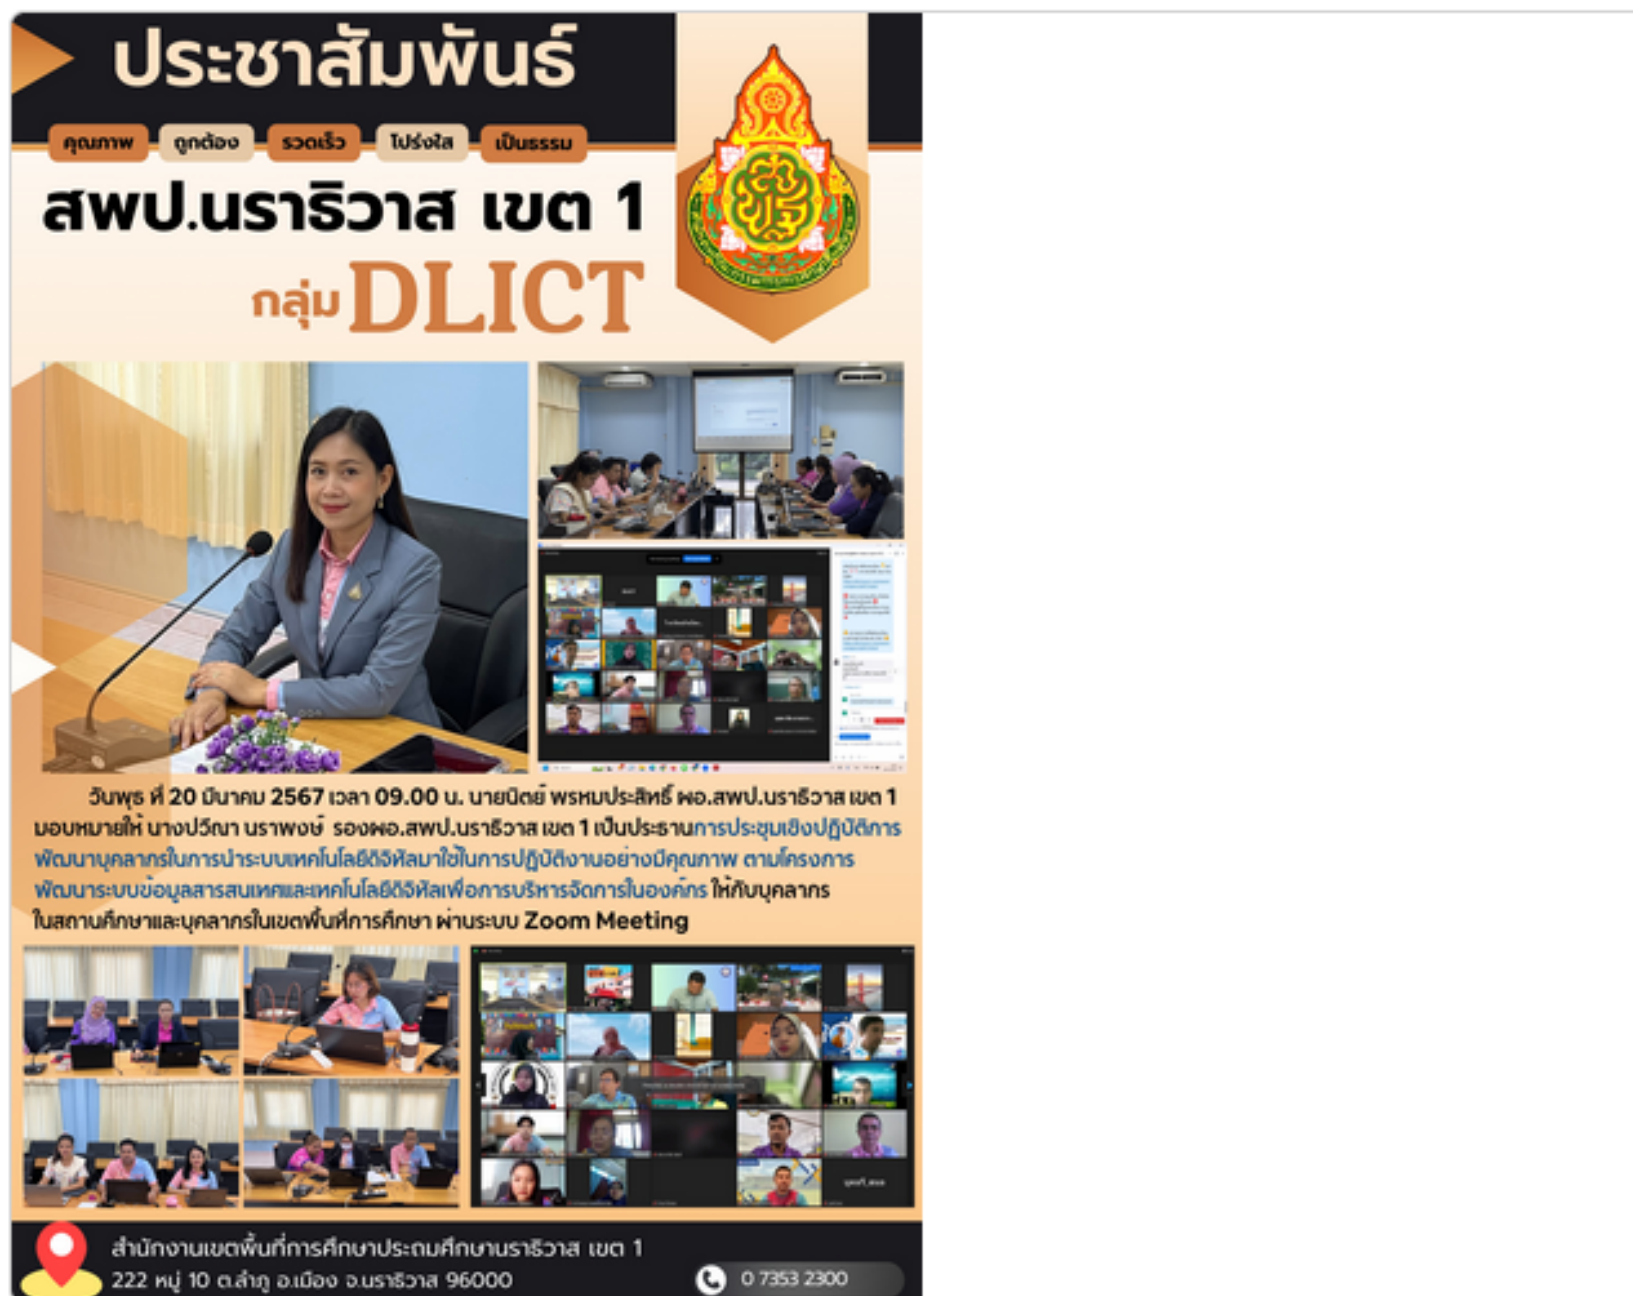 ประชาสัมพันธ์
คุณภาพ ถูกต้อง รวดเร็ว โปร่งใส เป็นธรรม
สพป.นราธิวาส เขต 1
กลุ่ม DLICT
วันพุธ ที่ 20 มีนาคม 2567 เวลา 09.00 น. นายนิตย์ พรหมประสิทธิ์ ผอ.สพป.นราธิวาส เขต 1
มอบหมายให้ นางปวีณา นราพงษ์ รองผอ.สพป.นราธิวาส เขต 1 เป็นประธานการประชุมเชิงปฏิบัติการ
พัฒนาบุคลากรในการนำระบบเทคโนโลยีดิจิทัลมาใช้ในการปฏิบัติงานอย่างมีคุณภาพ ตามโครงการ
พัฒนาระบบข้อมูลสารสนเทศและเทคโนโลยีดิจิทัลเพื่อการบริหารจัดการในองค์กร ให้กับบุคลากร
ในสถานศึกษาและบุคลากรในเขตพื้นที่การศึกษา ผ่านระบบ Zoom Meeting
สำนักงานเขตพื้นที่การศึกษาประถมศึกษานราธิวาส เขต 1
222 หมู่ 10 ต.ลำภู อ.เมือง จ.นราธิวาส 96000
0 7353 2300